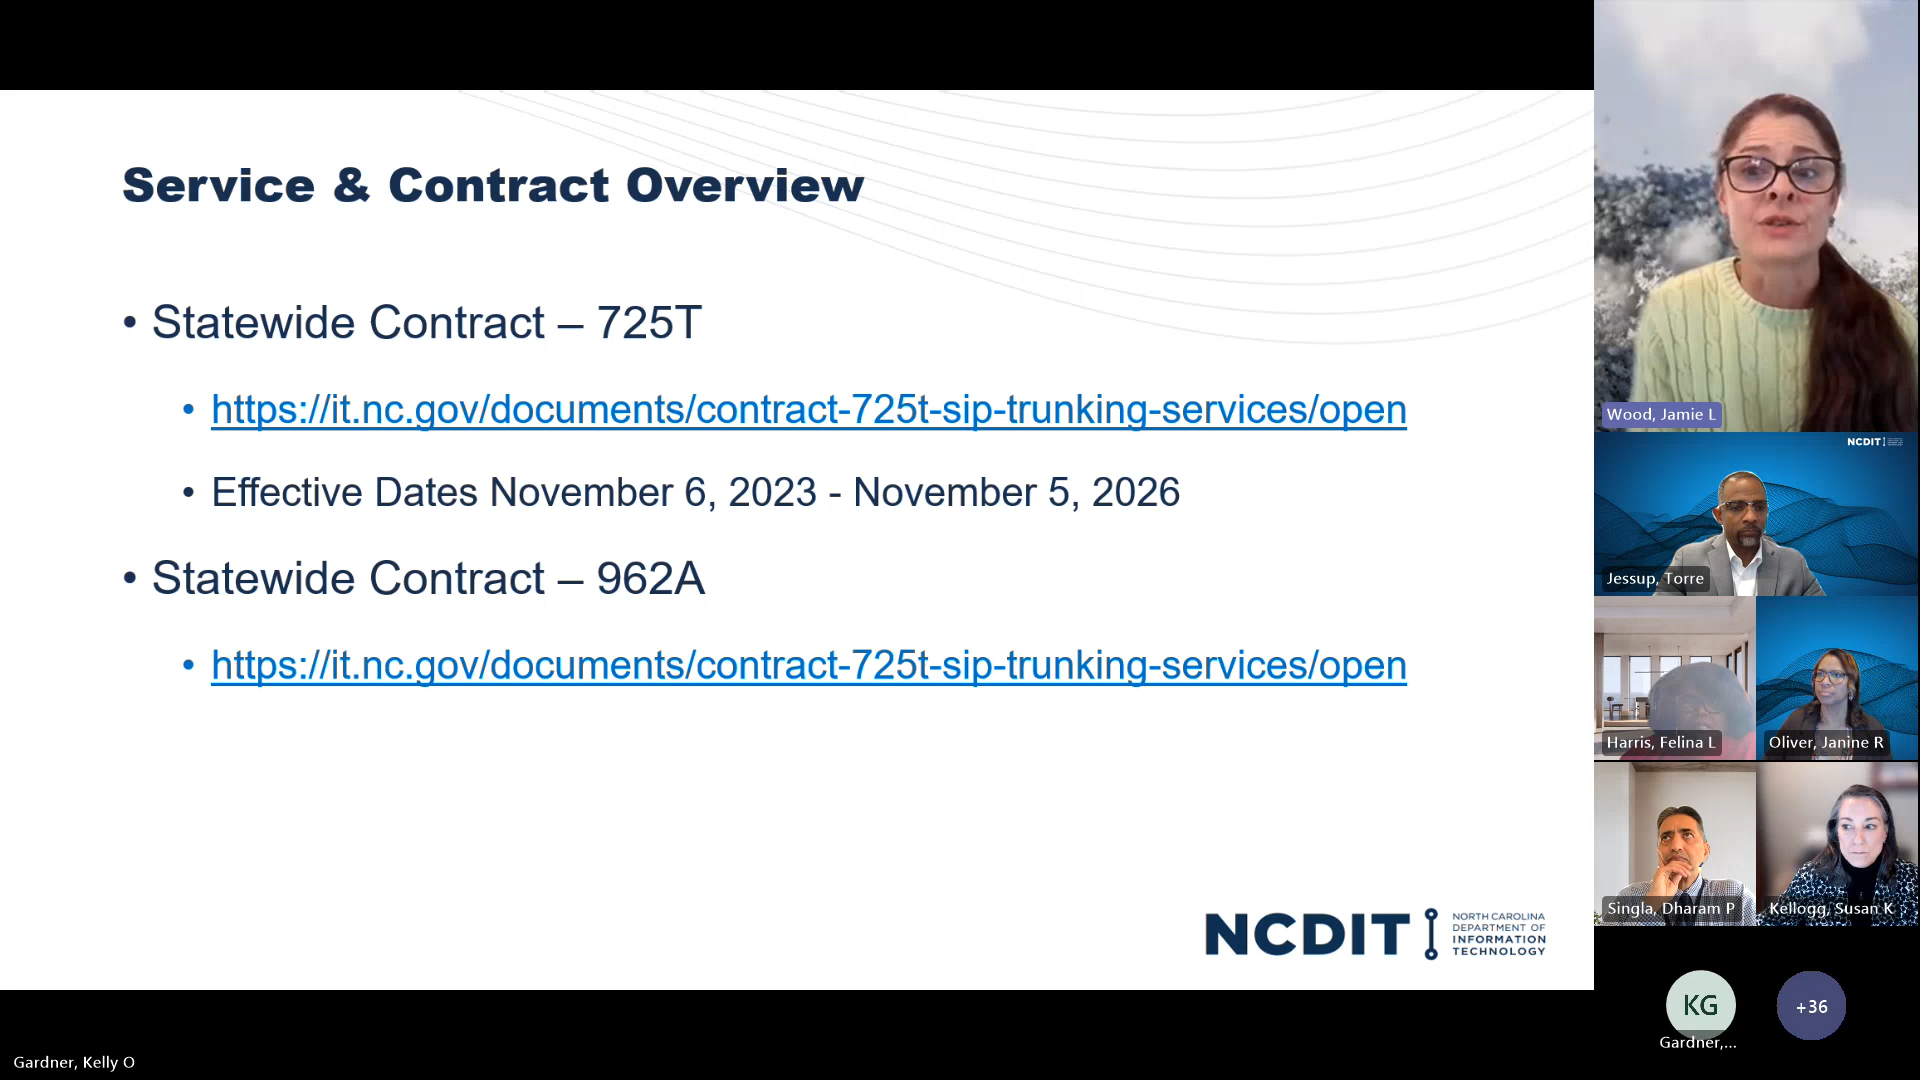 Service & Contract Overview
• Statewide Contract – 725T
• https://it.nc.gov/documents/contract-725t-sip-trunking-services/open
• Effective Dates November 6, 2023 - November 5, 2026
• Statewide Contract – 962A
• https://it.nc.gov/documents/contract-725t-sip-trunking-services/open
NCDIT
NORTH CAROLINA
DEPARTMENT OF
INFORMATION
TECHNOLOGY
Wood, Jamie L
NCDIT
Jessup, Torre
Harris, Felina L
Oliver, Janine R
Singla, Dharam P
Kellogg, Susan K
KG
+36
Gardner,...
Gardner, Kelly O